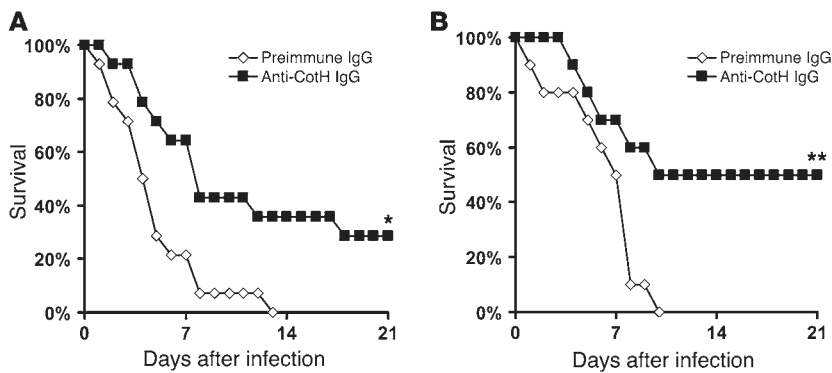 A
Preimmune IgG
Anti-CotH IgG
100%
80%
60%
40%
20%
0%
Survival
*
0 7 14 21
Days after infection
B
Preimmune IgG
Anti-CotH IgG
100%
80%
60%
40%
20%
0%
Survival
**
0 7 14 21
Days after infection